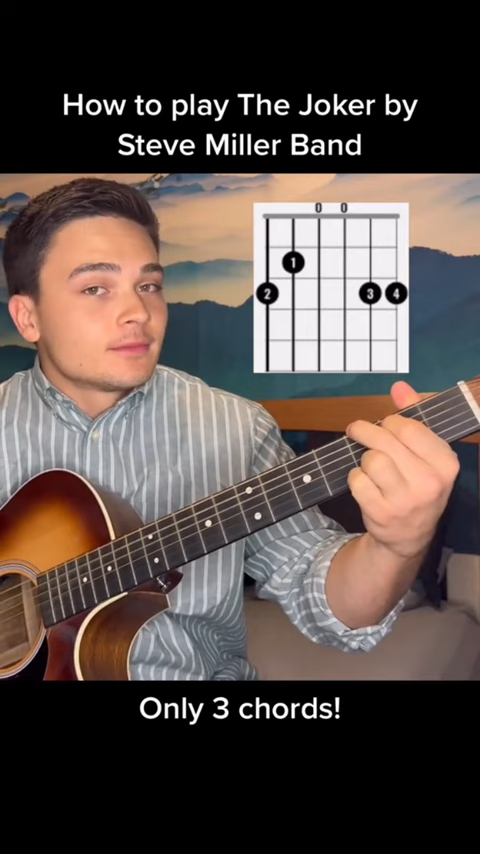 How to play The Joker by
Steve Miller Band
0 0
1
2 3 4
Only 3 chords!